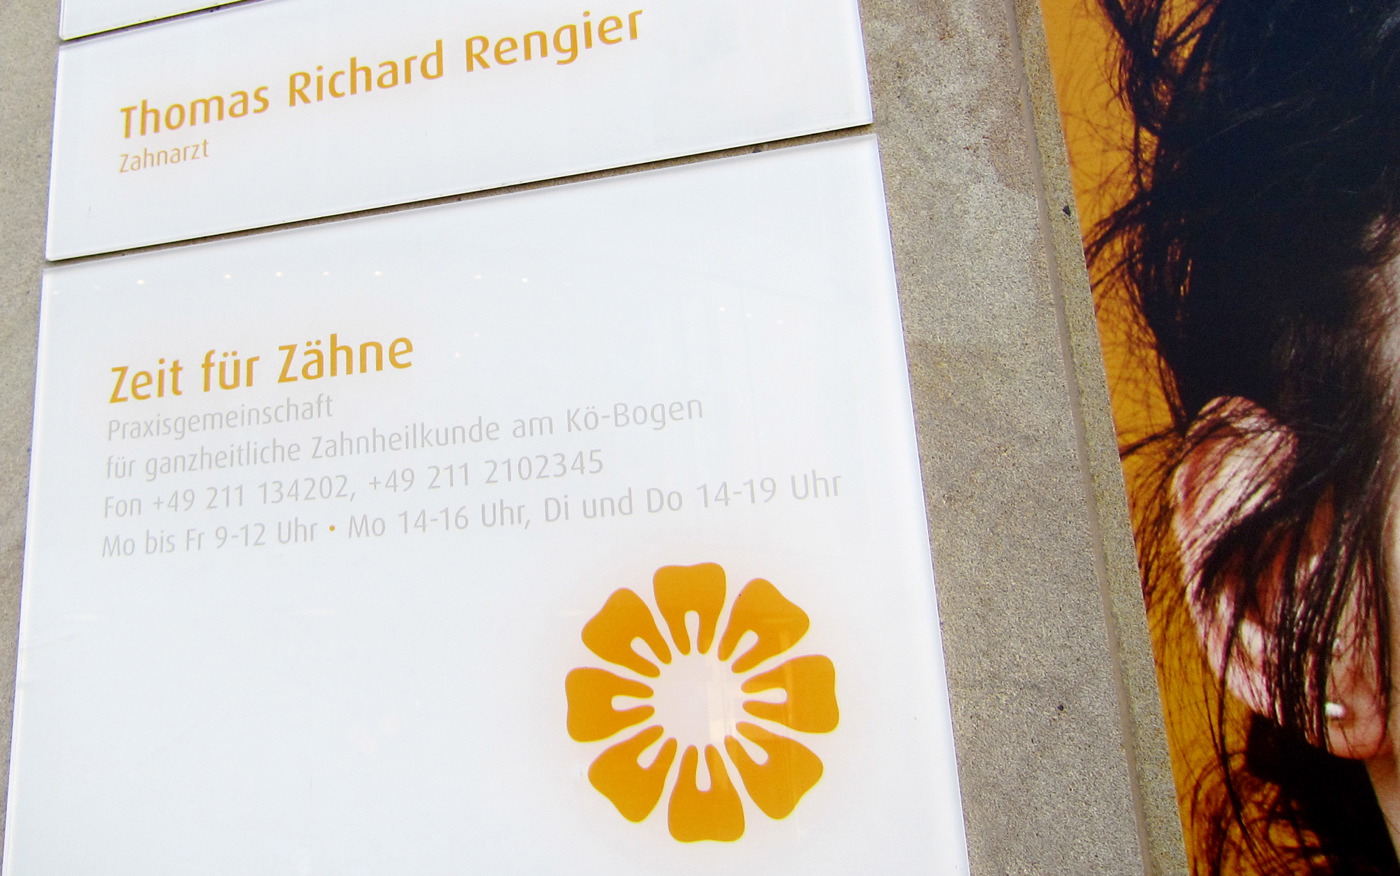 Thomas Richard Rengier
Zahnarzt
Zeit für Zähne
Praxisgemeinschaft
für ganzheitliche Zahnheilkunde am Kö-Bogen
Fon +49 211 134202, +49 211 2102345
Mo bis Fr 9-12 Uhr • Mo 14-16 Uhr, Di und Do 14-19 Uhr